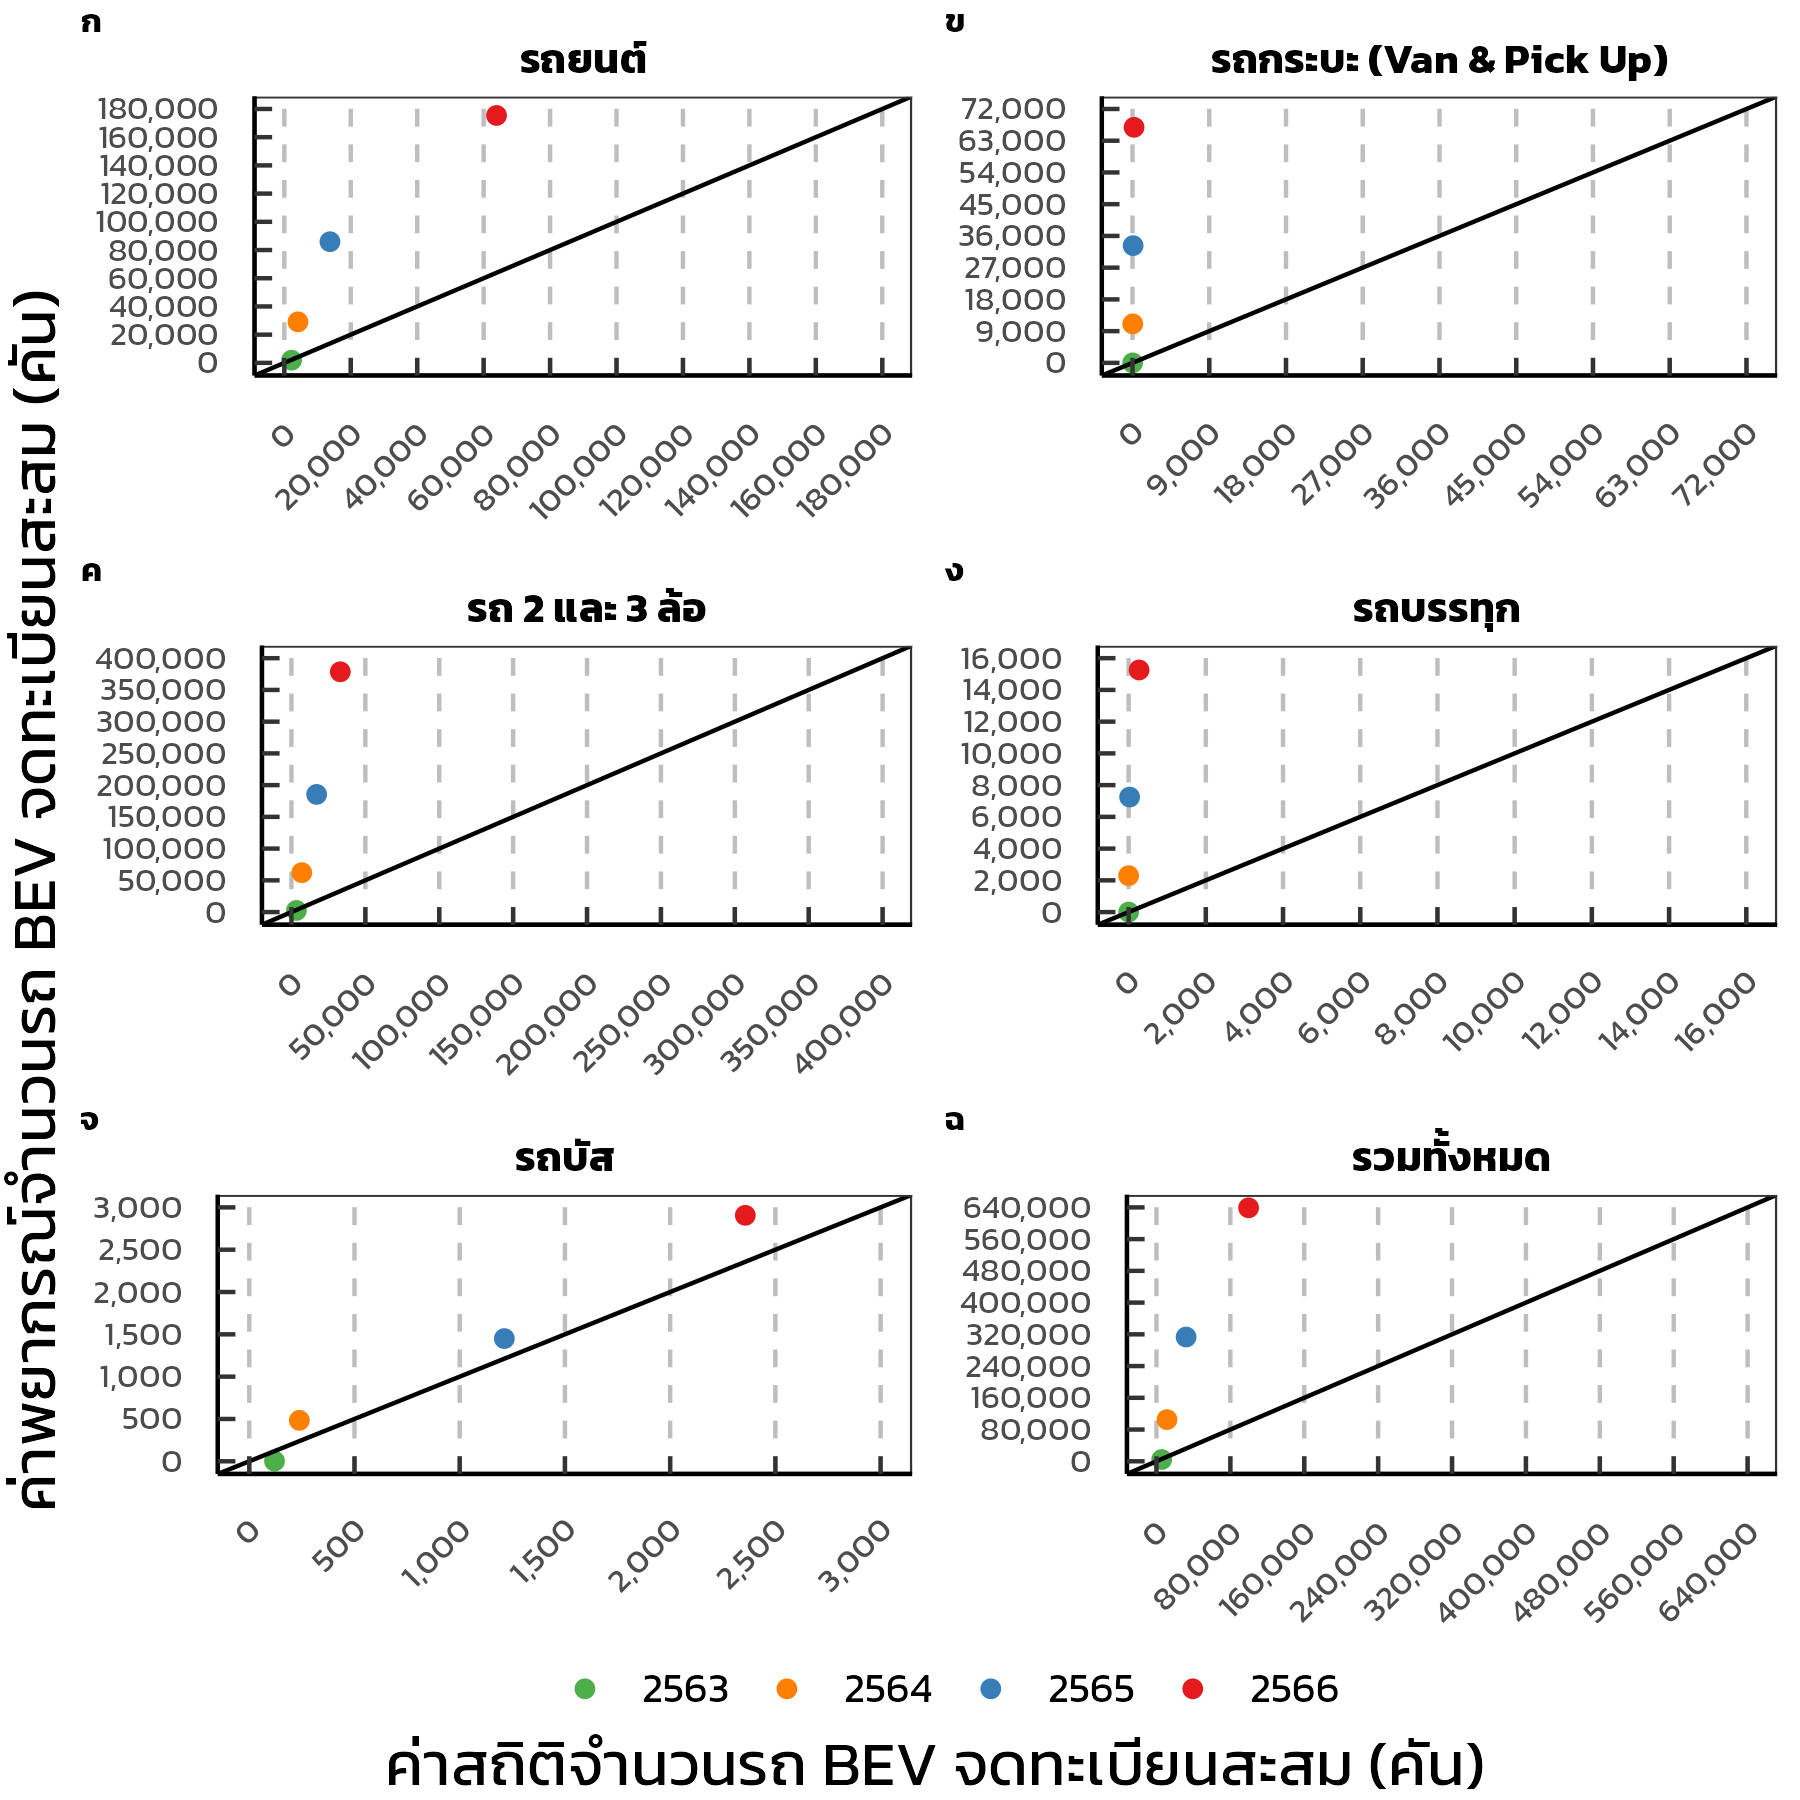 ค่าพยากรณ์จำนวนรถ BEV จดทะเบียนสะสม (คัน)
ก
รถยนต์
180,000
160,000
140,000
120,000
100,000
80,000
60,000
40,000
20,000
0
0 20,000 40,000 60,000 80,000 100,000 120,000 140,000 160,000 180,000
ข
รถกระบะ (Van & Pick Up)
72,000
63,000
54,000
45,000
36,000
27,000
18,000
9,000
0
0 9,000 18,000 27,000 36,000 45,000 54,000 63,000 72,000
ค
รถ 2 และ 3 ล้อ
400,000
350,000
300,000
250,000
200,000
150,000
100,000
50,000
0
0 50,000 100,000 150,000 200,000 250,000 300,000 350,000 400,000
ง
รถบรรทุก
16,000
14,000
12,000
10,000
8,000
6,000
4,000
2,000
0
0 2,000 4,000 6,000 8,000 10,000 12,000 14,000 16,000
จ
รถบัส
3,000
2,500
2,000
1,500
1,000
500
0
0 500 1,000 1,500 2,000 2,500 3,000
ฉ
รวมทั้งหมด
640,000
560,000
480,000
400,000
320,000
240,000
160,000
80,000
0
0 80,000 160,000 240,000 320,000 400,000 480,000 560,000 640,000
2563 2564 2565 2566
ค่าสถิติจำนวนรถ BEV จดทะเบียนสะสม (คัน)